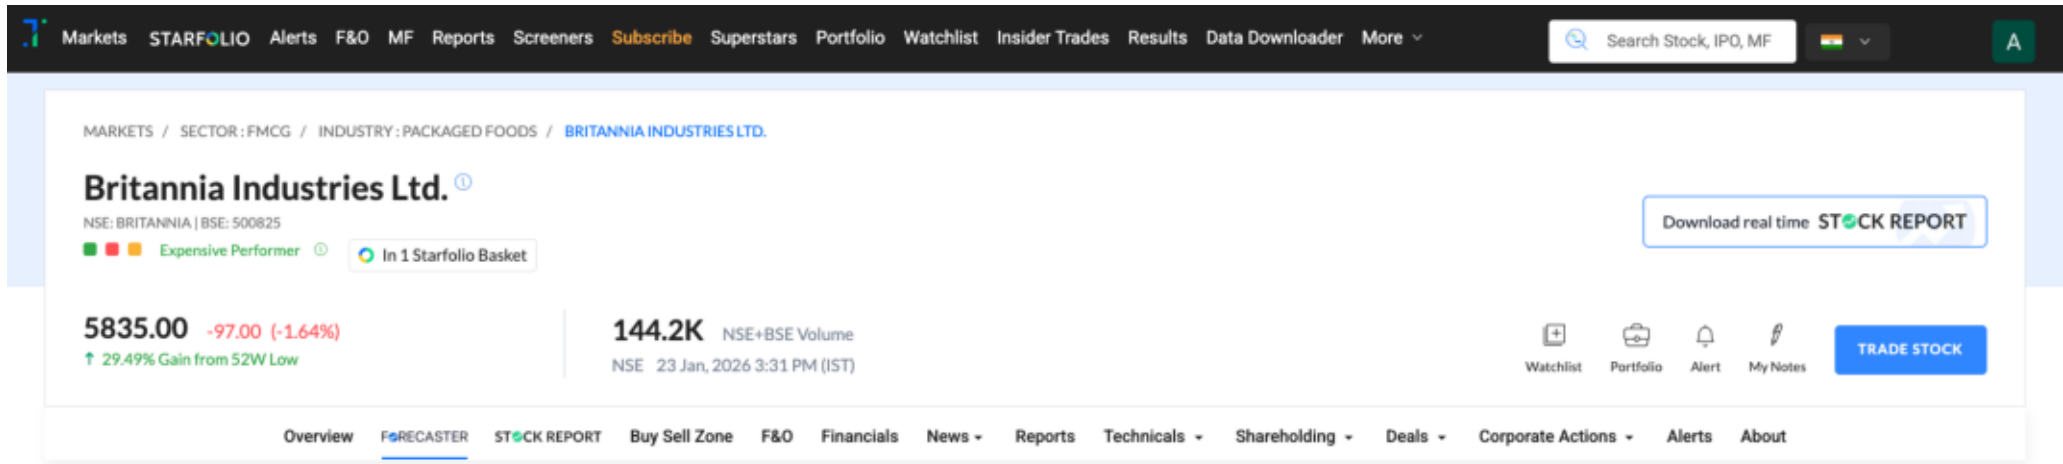 Markets STARFOLIO Alerts F&O MF Reports Screeners Subscribe Superstars Portfolio Watchlist Insider Trades Results Data Downloader More Search Stock, IPO, MF A
MARKETS / SECTOR : FMCG / INDUSTRY : PACKAGED FOODS / BRITANNIA INDUSTRIES LTD.
Britannia Industries Ltd.
NSE: BRITANNIA | BSE: 500825
Download real time STOCK REPORT
Expensive Performer In 1 Starfolio Basket
5835.00 -97.00 (-1.64%) 144.2K NSE+BSE Volume
↑ 29.49% Gain from 52W Low NSE 23 Jan, 2026 3:31 PM (IST)
Watchlist Portfolio Alert My Notes TRADE STOCK
Overview FORECASTER STOCK REPORT Buy Sell Zone F&O Financials News Reports Technicals Shareholding Deals Corporate Actions Alerts About